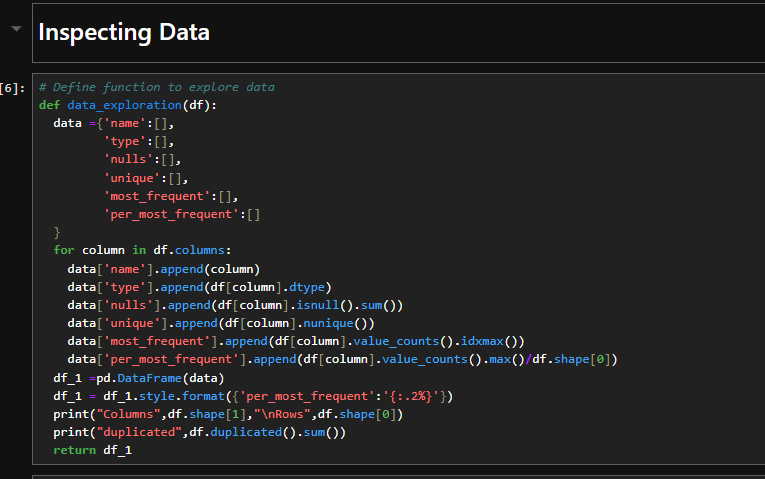 Inspecting Data
[6]:
# Define function to explore data
def data_exploration(df):
  data ={'name':[],
         'type':[],
         'nulls':[],
         'unique':[],
         'most_frequent':[],
         'per_most_frequent':[]
  }
  for column in df.columns:
    data['name'].append(column)
    data['type'].append(df[column].dtype)
    data['nulls'].append(df[column].isnull().sum())
    data['unique'].append(df[column].nunique())
    data['most_frequent'].append(df[column].value_counts().idxmax())
    data['per_most_frequent'].append(df[column].value_counts().max()/df.shape[0])
  df_1 =pd.DataFrame(data)
  df_1 = df_1.style.format({'per_most_frequent':'{:.2%}'})
  print("Columns",df.shape[1],"\nRows",df.shape[0])
  print("duplicated",df.duplicated().sum())
  return df_1